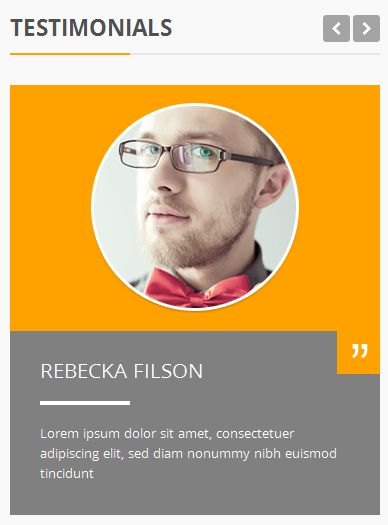 TESTIMONIALS
”
REBECKA FILSON
Lorem ipsum dolor sit amet, consectetuer
adipiscing elit, sed diam nonummy nibh euismod
tincidunt